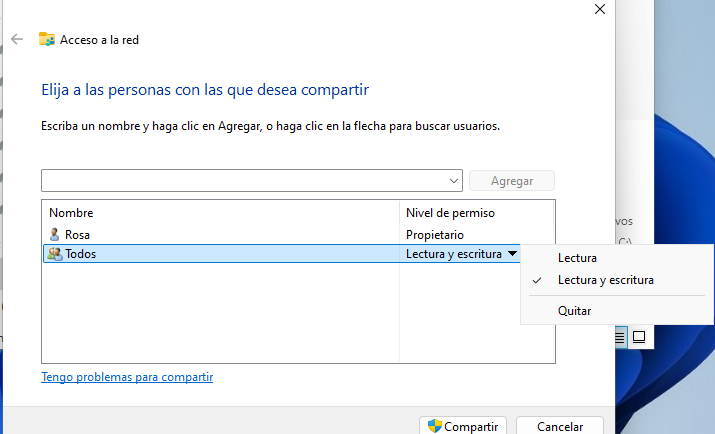 Acceso a la red
Elija a las personas con las que desea compartir
Escriba un nombre y haga clic en Agregar, o haga clic en la flecha para buscar usuarios.
Agregar
Nombre Nivel de permiso
Rosa Propietario
Todos Lectura y escritura
Lectura
Lectura y escritura
Quitar
Tengo problemas para compartir
Compartir Cancelar